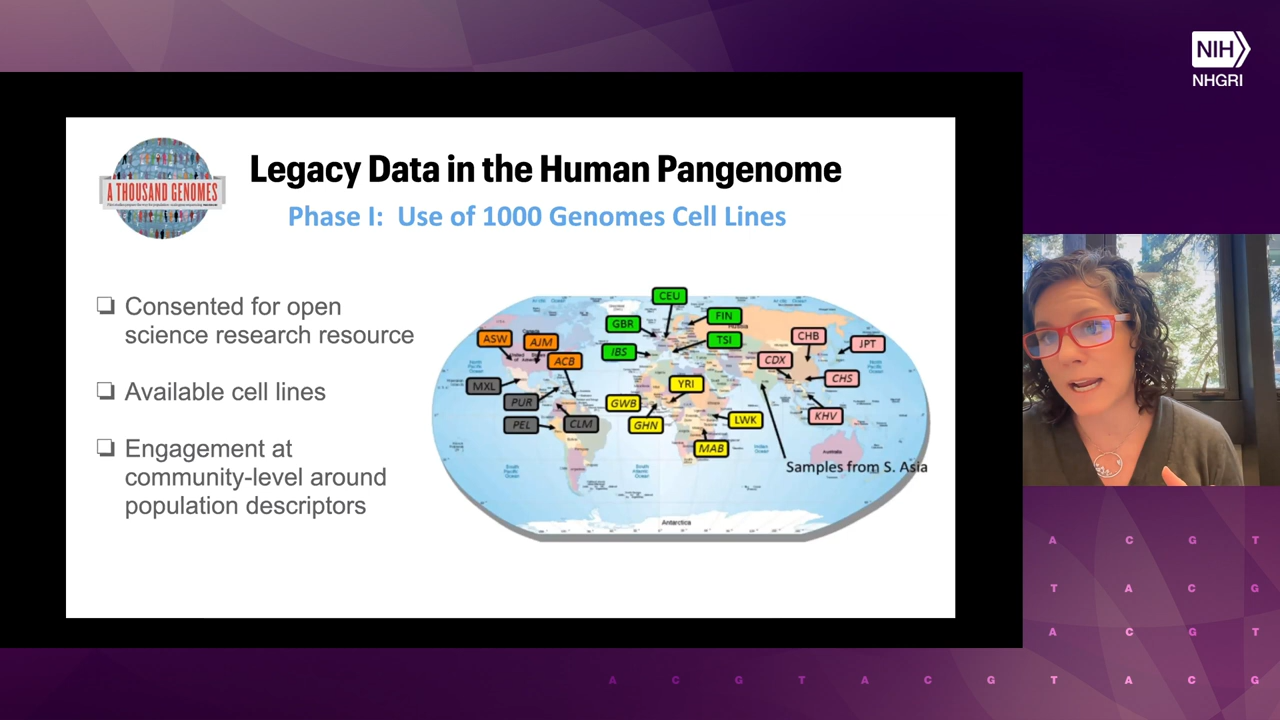 NIH
NHGRI
A THOUSAND GENOMES
Legacy Data in the Human Pangenome
Phase I: Use of 1000 Genomes Cell Lines
❏ Consented for open
science research resource
❏ Available cell lines
❏ Engagement at
community-level around
population descriptors
CEU
FIN
GBR
TSI
IBS
ASW
AJM
ACB
CHB
JPT
CDX
CHS
MXL
YRI
PUR
GWB
KHV
PEL
CLM
GHN
LWK
MAB
Samples from S. Asia
Russia
Canada
Australia
Antarctica
A C G T
T A C G
A C G T
A C G T A C G T A C G